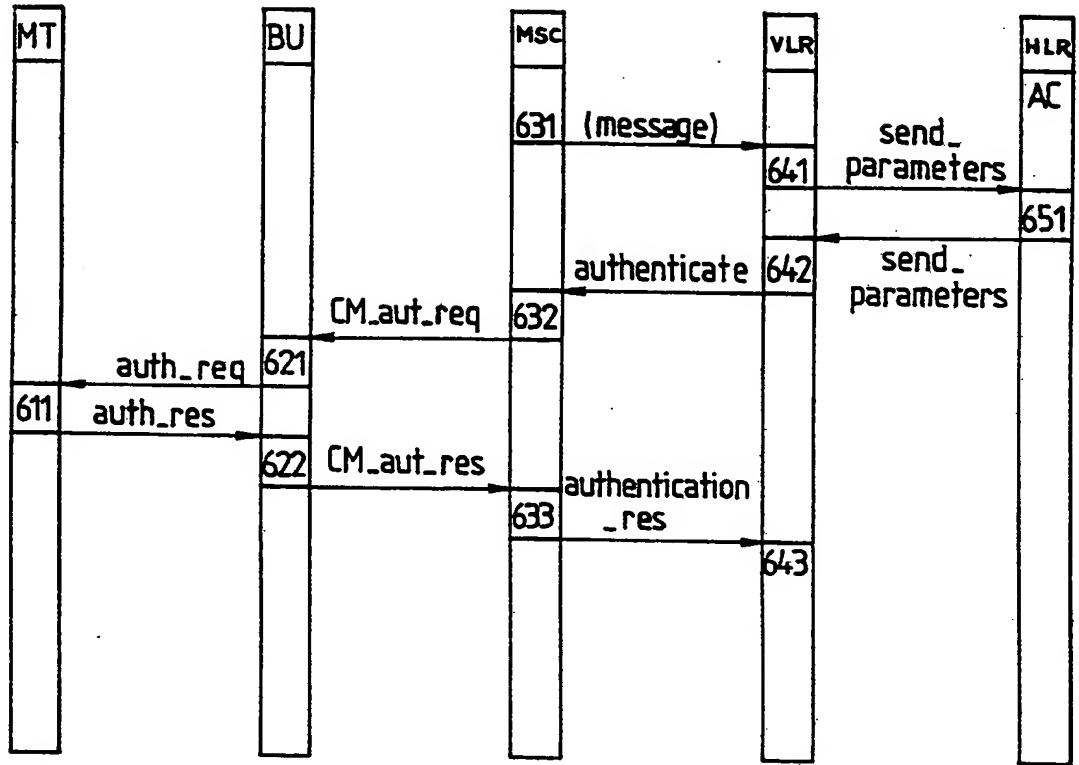 MT
BU
MSC
VLR
HLR
AC
631
(message)
641
send_
parameters
651
send_
parameters
642
authenticate
632
CM_aut_req
621
auth_req
611
auth_res
622
CM_aut_res
633
authentication
_res
643